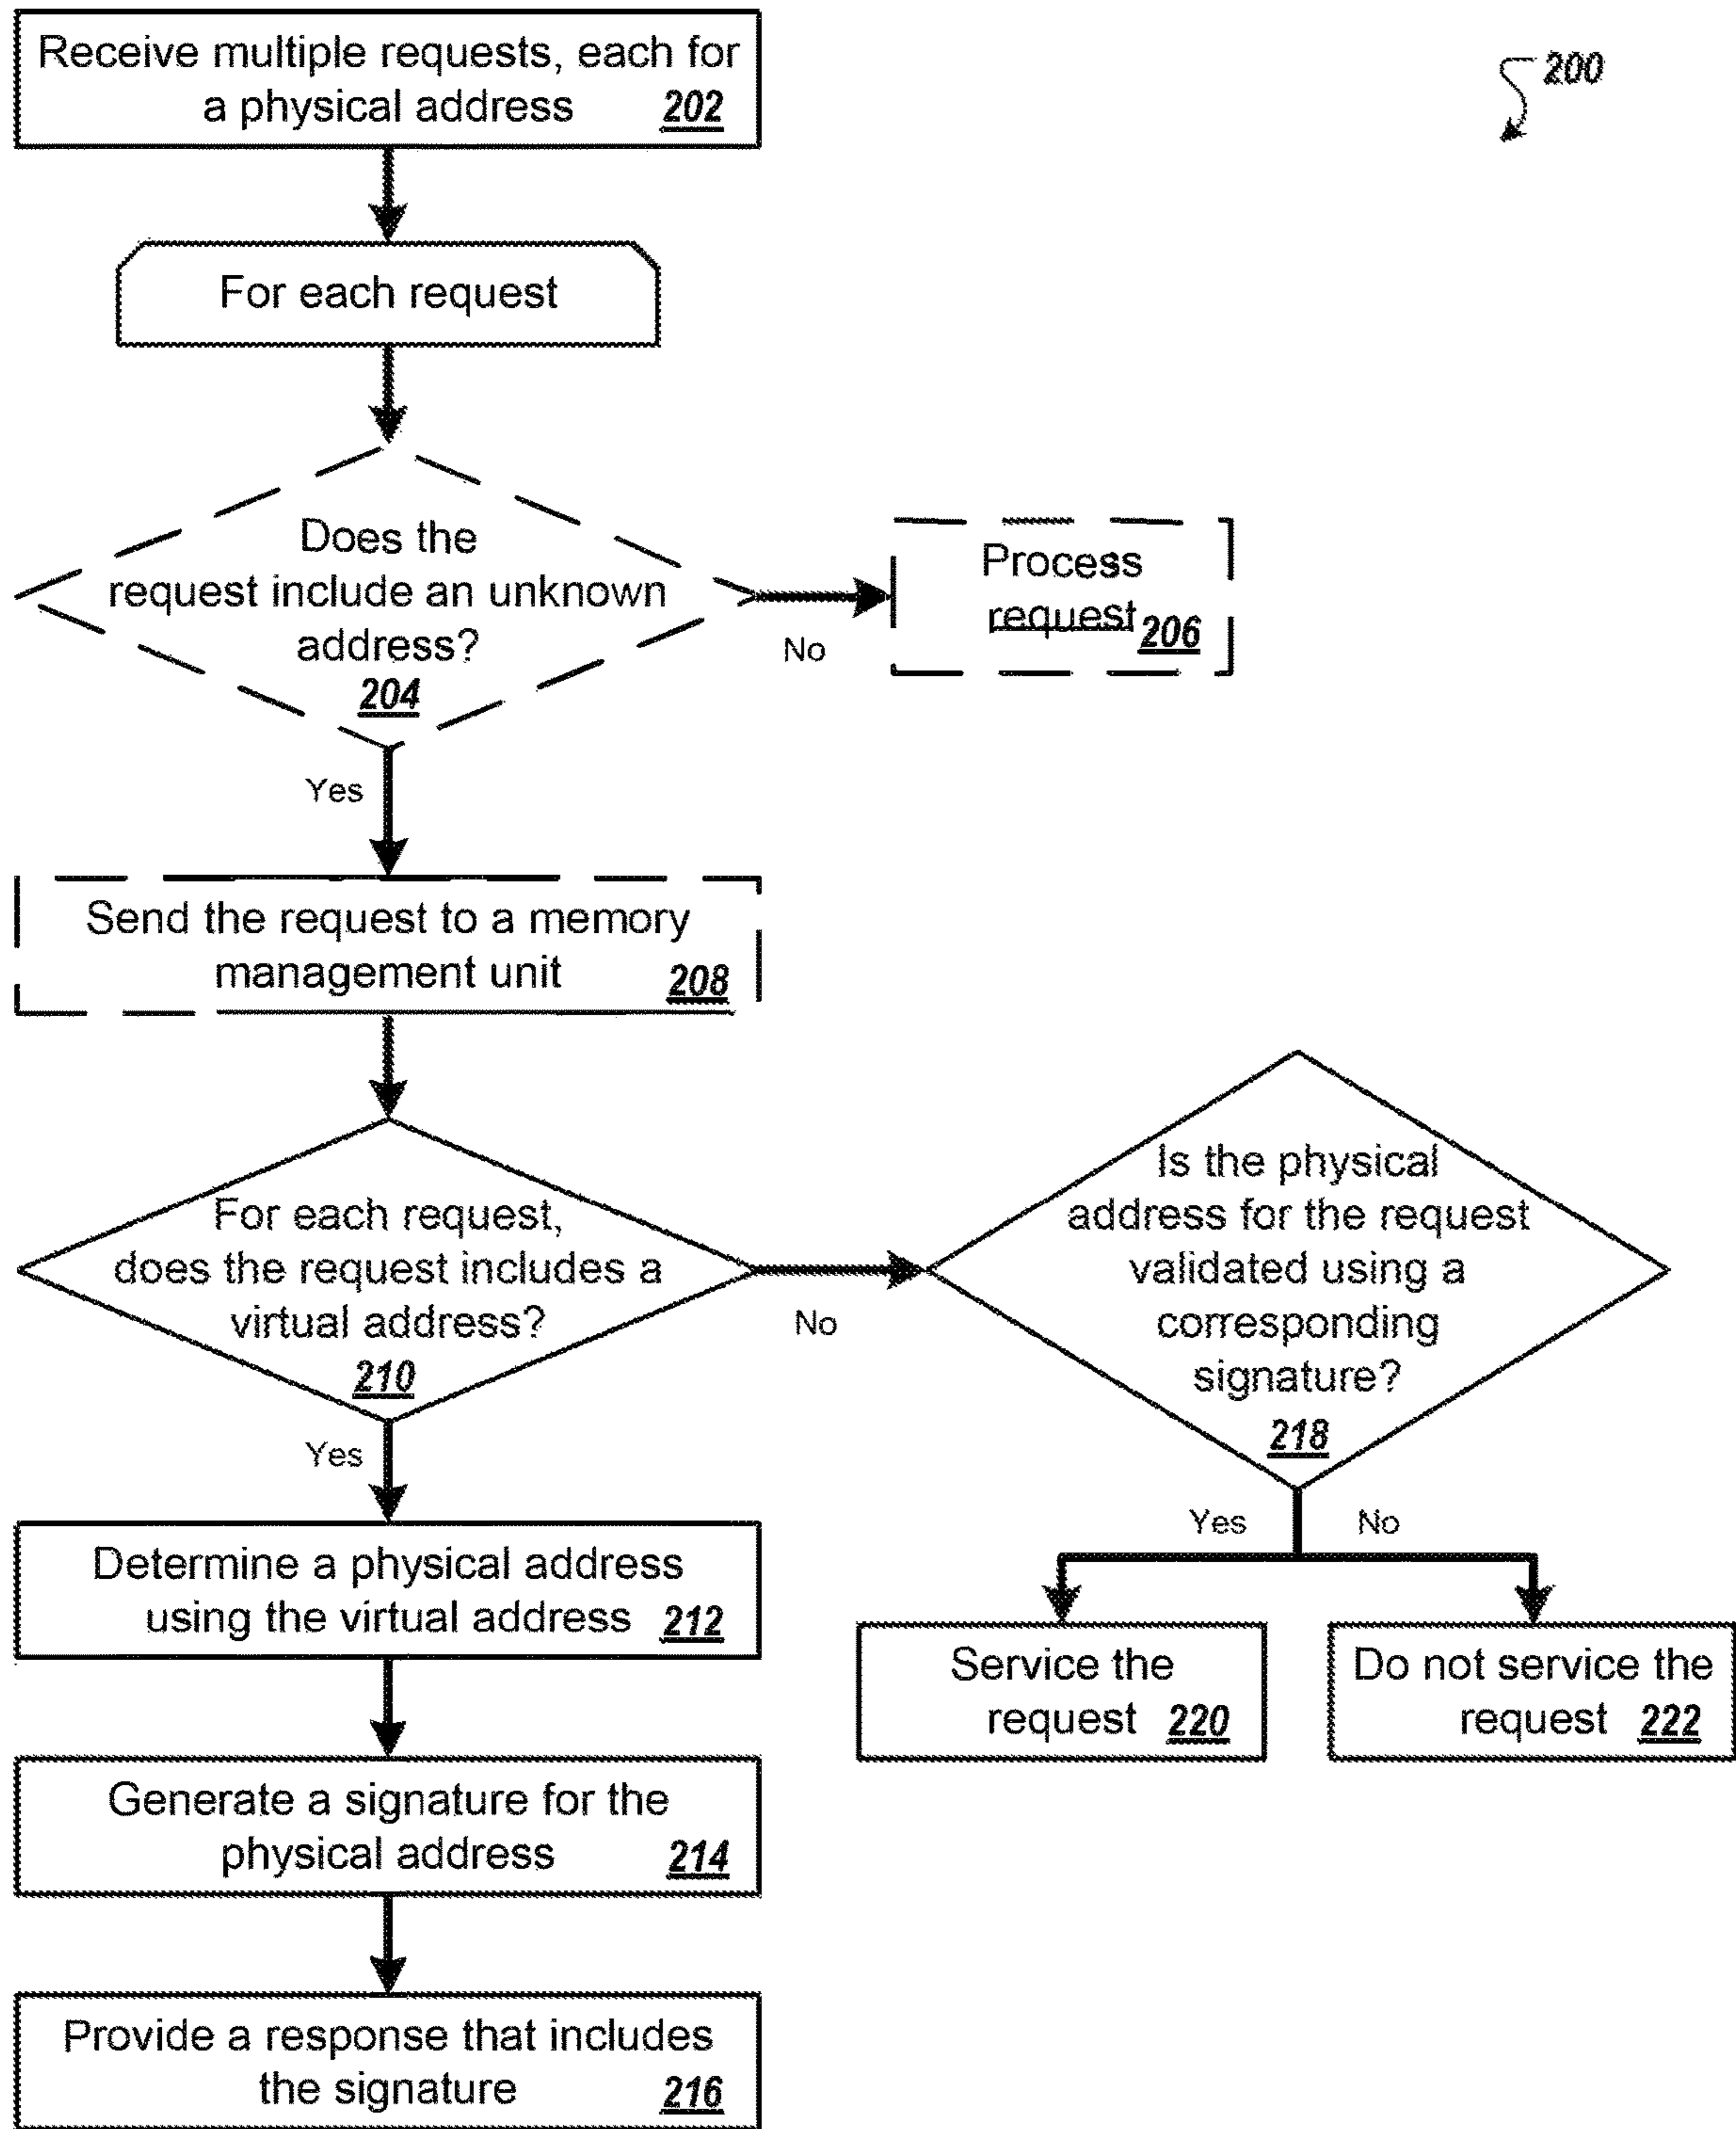 Receive multiple requests, each for
a physical address 202
200
For each request
Does the
request include an unknown
address?
204
No
Process
request 206
Yes
Send the request to a memory
management unit 208
For each request,
does the request includes a
virtual address?
210
No
Is the physical
address for the request
validated using a
corresponding
signature?
218
Yes
Determine a physical address
using the virtual address 212
Yes
No
Service the
request 220
Do not service the
request 222
Generate a signature for the
physical address 214
Provide a response that includes
the signature 216